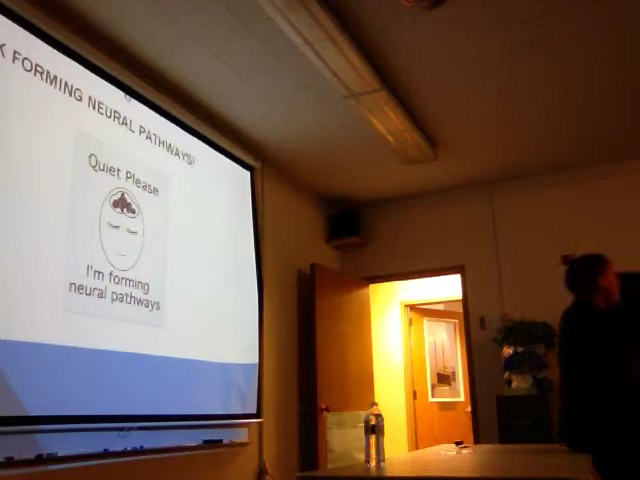 FORMING NEURAL PATHWAYS!
Quiet Please
I'm forming
neural pathways